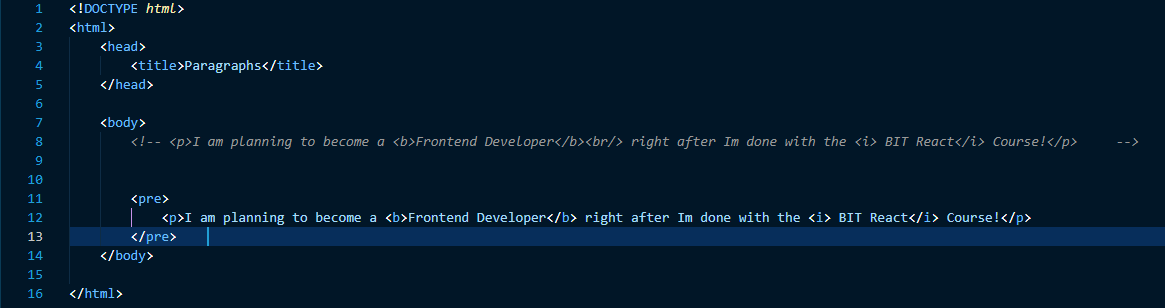 1 <!DOCTYPE html>
2 <html>
3     <head>
4         <title>Paragraphs</title>
5     </head>
6
7     <body>
8         <!-- <p>I am planning to become a <b>Frontend Developer</b><br/> right after Im done with the <i> BIT React</i> Course!</p>     -->
9
10
11         <pre>
12             <p>I am planning to become a <b>Frontend Developer</b> right after Im done with the <i> BIT React</i> Course!</p>
13         </pre>
14     </body>
15
16 </html>